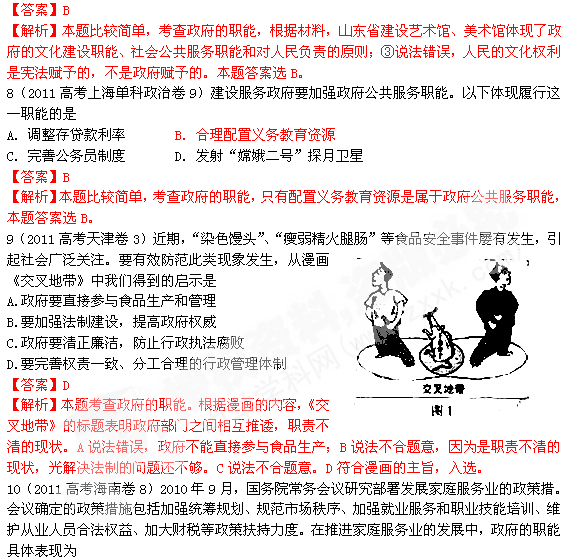 【答案】B
【解析】本题比较简单，考查政府的职能，根据材料，山东省建设艺术馆、美术馆体现了政
府的文化建设职能、社会公共服务职能和对人民负责的原则；③说法错误，人民的文化权利
是宪法赋予的，不是政府赋予的。本题答案选B。
8（2011高考上海单科政治卷9）建设服务政府要加强政府公共服务职能。以下体现履行这
一职能的是
A. 调整存贷款利率 B. 合理配置义务教育资源
C. 完善公务员制度 D. 发射“嫦娥二号”探月卫星
【答案】B
【解析】本题比较简单，考查政府的职能，只有配置义务教育资源是属于政府公共服务职能，
本题答案选B。
9（2011高考天津卷3）近期，“染色馒头”、“瘦弱精火腿肠”等食品安全事件屡有发生，引
起社会广泛关注。要有效防范此类现象发生，从漫画
《交叉地带》中我们得到的启示是
A.政府要直接参与食品生产和管理
B.要加强法制建设，提高政府权威
C.政府要清正廉洁，防止行政执法腐败
D.要完善权责一致、分工合理的行政管理体制
交叉地带
图1
【答案】D
【解析】本题考查政府的职能。根据漫画的内容，《交
叉地带》的标题表明政府部门之间相互推诿，职责不
清的现状。A说法错误，政府不能直接参与食品生产；B说法不合题意，因为是职责不清的
现状，光解决法制的问题还不够。C说法不合题意。D符合漫画的主旨，入选。
10（2011高考海南卷8）2010年9月，国务院常务会议研究部署发展家庭服务业的政策措。
会议确定的政策措施包括加强统筹规划、规范市场秩序、加强就业服务和职业技能培训、维
护从业人员合法权益、加大财税等政策扶持力度。在推进家庭服务业的发展中，政府的职能
具体表现为